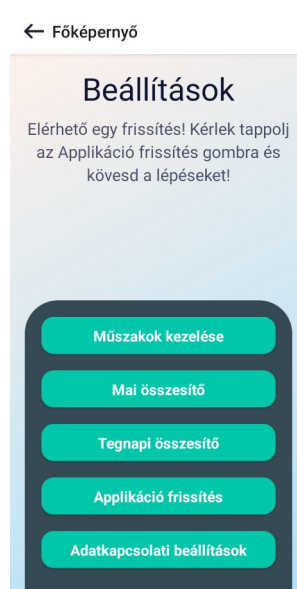 Főképernyő
Beállítások
Elérhető egy frissítés! Kérlek tappolj
az Applikáció frissítés gombra és
kövesd a lépéseket!
Műszakok kezelése
Mai összesítő
Tegnapi összesítő
Applikáció frissítés
Adatkapcsolati beállítások